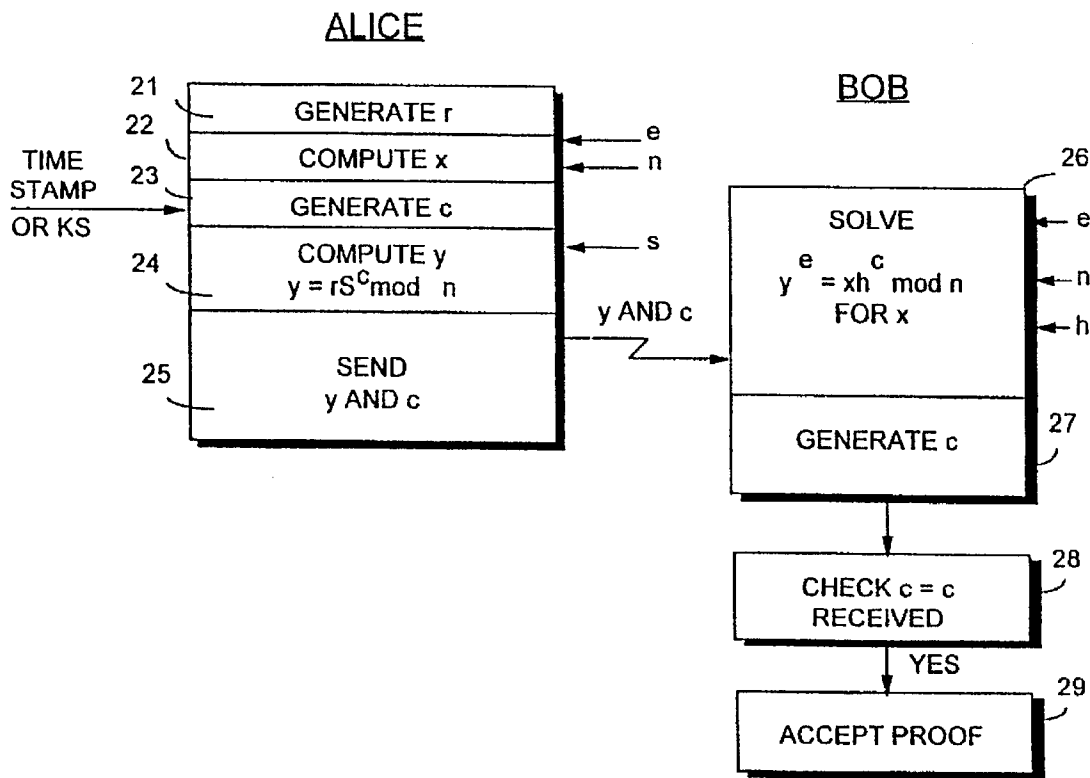 ALICE
21
GENERATE r
22
COMPUTE x
e
n
TIME
STAMP
OR KS
23
GENERATE c
24
COMPUTE y
y = rS^c mod n
s
25
SEND
y AND c
y AND c
BOB
26
SOLVE
y^e = xh^c mod n
FOR x
e
n
h
GENERATE c
27
CHECK c = c
RECEIVED
28
YES
ACCEPT PROOF
29